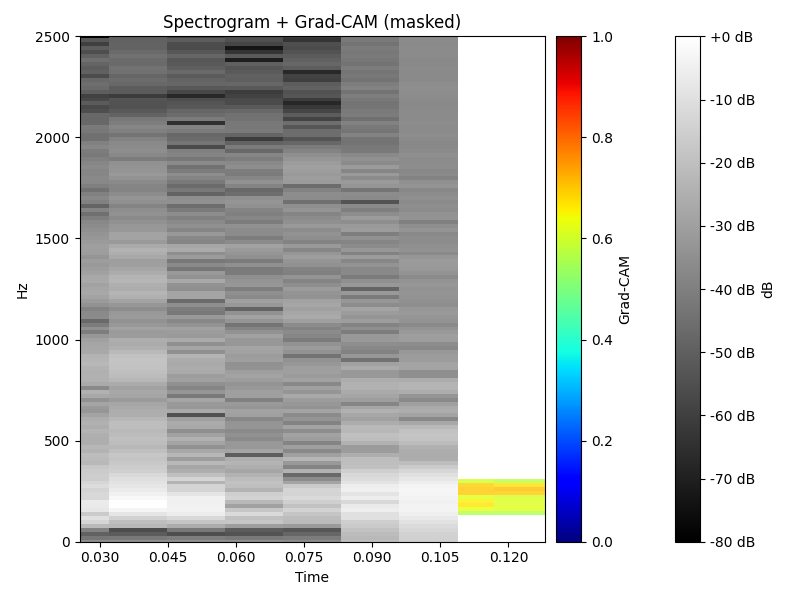 Spectrogram + Grad-CAM (masked)
2500
2000
1500
1000
500
0
Hz
0.030
0.045
0.060
0.075
0.090
0.105
0.120
Time
1.0
0.8
0.6
0.4
0.2
0.0
Grad-CAM
+0 dB
-10 dB
-20 dB
-30 dB
-40 dB
-50 dB
-60 dB
-70 dB
-80 dB
dB